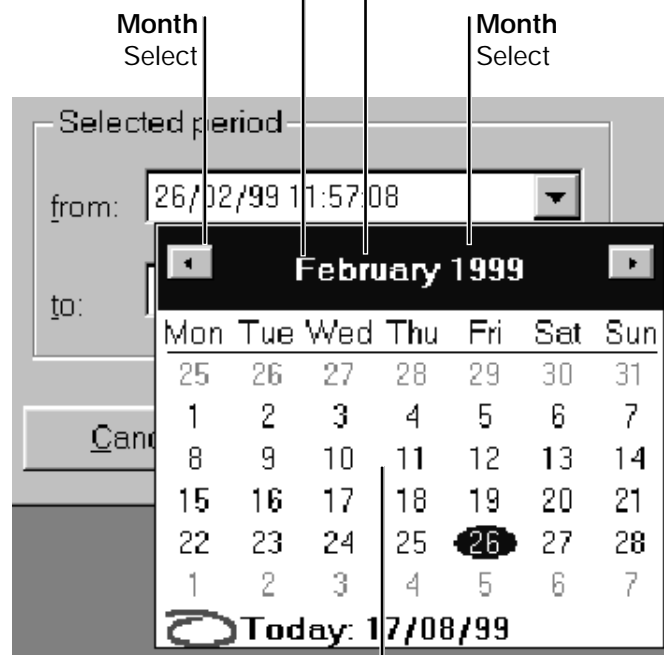 Month Month
Select Select
Selected period
from: 26/02/99 11:57:08
February 1999
to:
Mon Tue Wed Thu Fri Sat Sun
25 26 27 28 29 30 31
1 2 3 4 5 6 7
Canc
8 9 10 11 12 13 14
15 16 17 18 19 20 21
22 23 24 25 26 27 28
1 2 3 4 5 6 7
Today: 17/08/99